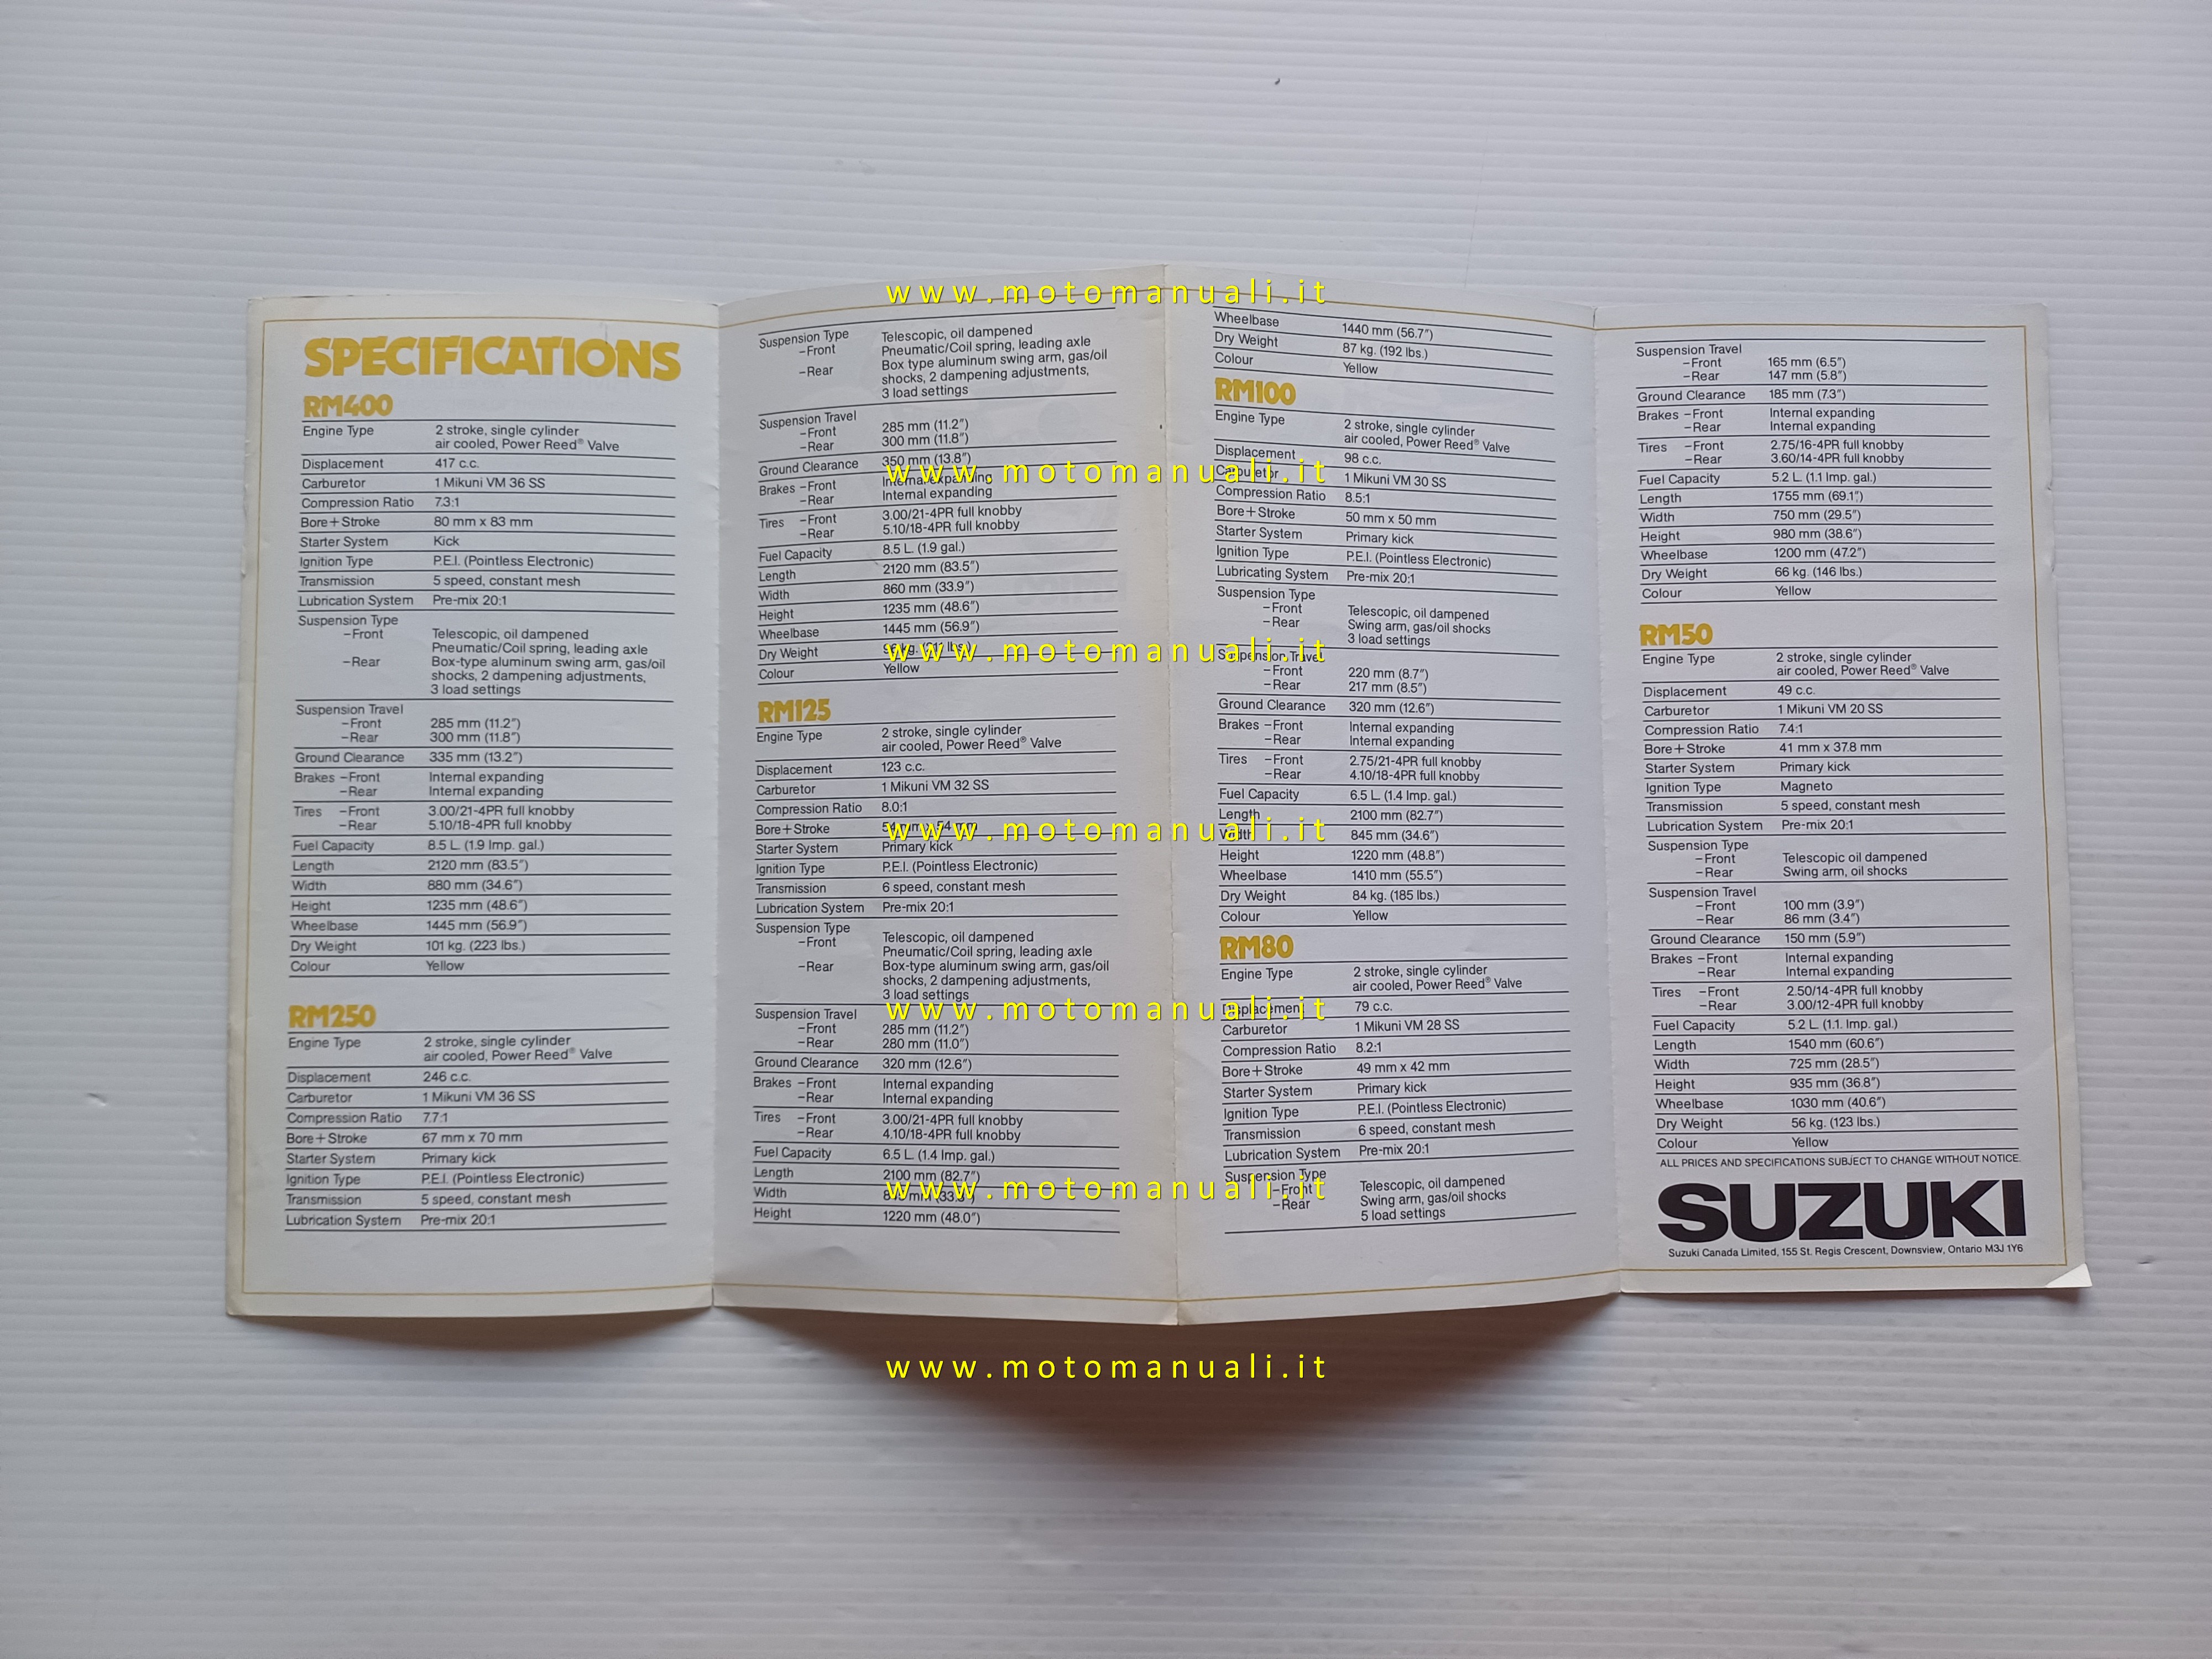 SPECIFICATIONS
RM400
Engine Type 2 stroke, single cylinder
air cooled, Power Reed® Valve
Displacement 417 c.c.
Carburetor 1 Mikuni VM 36 SS
Compression Ratio 7.3:1
Bore+Stroke 80 mm x 83 mm
Starter System Kick
Ignition Type P.E.I. (Pointless Electronic)
Transmission 5 speed, constant mesh
Lubrication System Pre-mix 20:1
Suspension Type
–Front Telescopic, oil dampened
Pneumatic/Coil spring, leading axle
–Rear Box-type aluminum swing arm, gas/oil
shocks, 2 dampening adjustments,
3 load settings
Suspension Travel
–Front 285 mm (11.2")
–Rear 300 mm (11.8")
Ground Clearance 335 mm (13.2")
Brakes –Front Internal expanding
–Rear Internal expanding
Tires –Front 3.00/21-4PR full knobby
–Rear 5.10/18-4PR full knobby
Fuel Capacity 8.5 L. (1.9 Imp. gal.)
Length 2120 mm (83.5")
Width 880 mm (34.6")
Height 1235 mm (48.6")
Wheelbase 1445 mm (56.9")
Dry Weight 101 kg. (223 lbs.)
Colour Yellow
RM250
Engine Type 2 stroke, single cylinder
air cooled, Power Reed® Valve
Displacement 246 c.c.
Carburetor 1 Mikuni VM 36 SS
Compression Ratio 7.7:1
Bore+Stroke 67 mm x 70 mm
Starter System Primary kick
Ignition Type P.E.I. (Pointless Electronic)
Transmission 5 speed, constant mesh
Lubrication System Pre-mix 20:1
Suspension Type Telescopic, oil dampened
–Front Pneumatic/Coil spring, leading axle
–Rear Box type aluminum swing arm, gas/oil
shocks, 2 dampening adjustments,
3 load settings
Suspension Travel
–Front 285 mm (11.2")
–Rear 300 mm (11.8")
Ground Clearance 350 mm (13.8")
Brakes –Front Internal expanding
–Rear Internal expanding
Tires –Front 3.00/21-4PR full knobby
–Rear 5.10/18-4PR full knobby
Fuel Capacity 8.5 L. (1.9 gal.)
Length 2120 mm (83.5")
Width 860 mm (33.9")
Height 1235 mm (48.6")
Wheelbase 1445 mm (56.9")
Dry Weight kg. lbs.)
Colour Yellow
RM125
Engine Type 2 stroke, single cylinder
air cooled, Power Reed® Valve
Displacement 123 c.c.
Carburetor 1 Mikuni VM 32 SS
Compression Ratio 8.0:1
Bore+Stroke 54 mm x 54 mm
Starter System Primary kick
Ignition Type P.E.I. (Pointless Electronic)
Transmission 6 speed, constant mesh
Lubrication System Pre-mix 20:1
Suspension Type
–Front Telescopic, oil dampened
Pneumatic/Coil spring, leading axle
–Rear Box-type aluminum swing arm, gas/oil
shocks, 2 dampening adjustments,
3 load settings
Suspension Travel
–Front 285 mm (11.2")
–Rear 280 mm (11.0")
Ground Clearance 320 mm (12.6")
Brakes –Front Internal expanding
–Rear Internal expanding
Tires –Front 3.00/21-4PR full knobby
–Rear 4.10/18-4PR full knobby
Fuel Capacity 6.5 L. (1.4 Imp. gal.)
Length 2100 mm (82.7")
Width mm
Height 1220 mm (48.0")
Wheelbase 1440 mm (56.7")
Dry Weight 87 kg. (192 lbs.)
Colour Yellow
RM100
Engine Type 2 stroke, single cylinder
air cooled, Power Reed® Valve
Displacement 98 c.c.
Carburetor 1 Mikuni VM 30 SS
Compression Ratio 8.5:1
Bore+Stroke 50 mm x 50 mm
Starter System Primary kick
Ignition Type P.E.I. (Pointless Electronic)
Lubricating System Pre-mix 20:1
Suspension Type
–Front Telescopic, oil dampened
–Rear Swing arm, gas/oil shocks
3 load settings
Suspension Travel
–Front 220 mm (8.7")
–Rear 217 mm (8.5")
Ground Clearance 320 mm (12.6")
Brakes –Front Internal expanding
–Rear Internal expanding
Tires –Front 2.75/21-4PR full knobby
–Rear 4.10/18-4PR full knobby
Fuel Capacity 6.5 L. (1.4 Imp. gal.)
Length 2100 mm (82.7")
Width 845 mm (34.6")
Height 1220 mm (48.8")
Wheelbase 1410 mm (55.5")
Dry Weight 84 kg. (185 lbs.)
Colour Yellow
RM80
Engine Type 2 stroke, single cylinder
air cooled, Power Reed® Valve
Displacement 79 c.c.
Carburetor 1 Mikuni VM 28 SS
Compression Ratio 8.2:1
Bore+Stroke 49 mm x 42 mm
Starter System Primary kick
Ignition Type P.E.I. (Pointless Electronic)
Transmission 6 speed, constant mesh
Lubrication System Pre-mix 20:1
Suspension Type
–Front Telescopic, oil dampened
–Rear Swing arm, gas/oil shocks
5 load settings
Suspension Travel
–Front 165 mm (6.5")
–Rear 147 mm (5.8")
Ground Clearance 185 mm (7.3")
Brakes –Front Internal expanding
–Rear Internal expanding
Tires –Front 2.75/16-4PR full knobby
–Rear 3.60/14-4PR full knobby
Fuel Capacity 5.2 L. (1.1 Imp. gal.)
Length 1755 mm (69.1")
Width 750 mm (29.5")
Height 980 mm (38.6")
Wheelbase 1200 mm (47.2")
Dry Weight 66 kg. (146 lbs.)
Colour Yellow
RM50
Engine Type 2 stroke, single cylinder
air cooled, Power Reed® Valve
Displacement 49 c.c.
Carburetor 1 Mikuni VM 20 SS
Compression Ratio 7.4:1
Bore+Stroke 41 mm x 37.8 mm
Starter System Primary kick
Ignition Type Magneto
Transmission 5 speed, constant mesh
Lubrication System Pre-mix 20:1
Suspension Type
–Front Telescopic oil dampened
–Rear Swing arm, oil shocks
Suspension Travel
–Front 100 mm (3.9")
–Rear 86 mm (3.4")
Ground Clearance 150 mm (5.9")
Brakes –Front Internal expanding
–Rear Internal expanding
Tires –Front 2.50/14-4PR full knobby
–Rear 3.00/12-4PR full knobby
Fuel Capacity 5.2 L. (1.1. Imp. gal.)
Length 1540 mm (60.6")
Width 725 mm (28.5")
Height 935 mm (36.8")
Wheelbase 1030 mm (40.6")
Dry Weight 56 kg. (123 lbs.)
Colour Yellow
ALL PRICES AND SPECIFICATIONS SUBJECT TO CHANGE WITHOUT NOTICE.
SUZUKI
Suzuki Canada Limited, 155 St. Regis Crescent, Downsview, Ontario M3J 1Y6
www.motomanuali.it
www.motomanuali.it
www.motomanuali.it
www.motomanuali.it
www.motomanuali.it
www.motomanuali.it
www.motomanuali.it